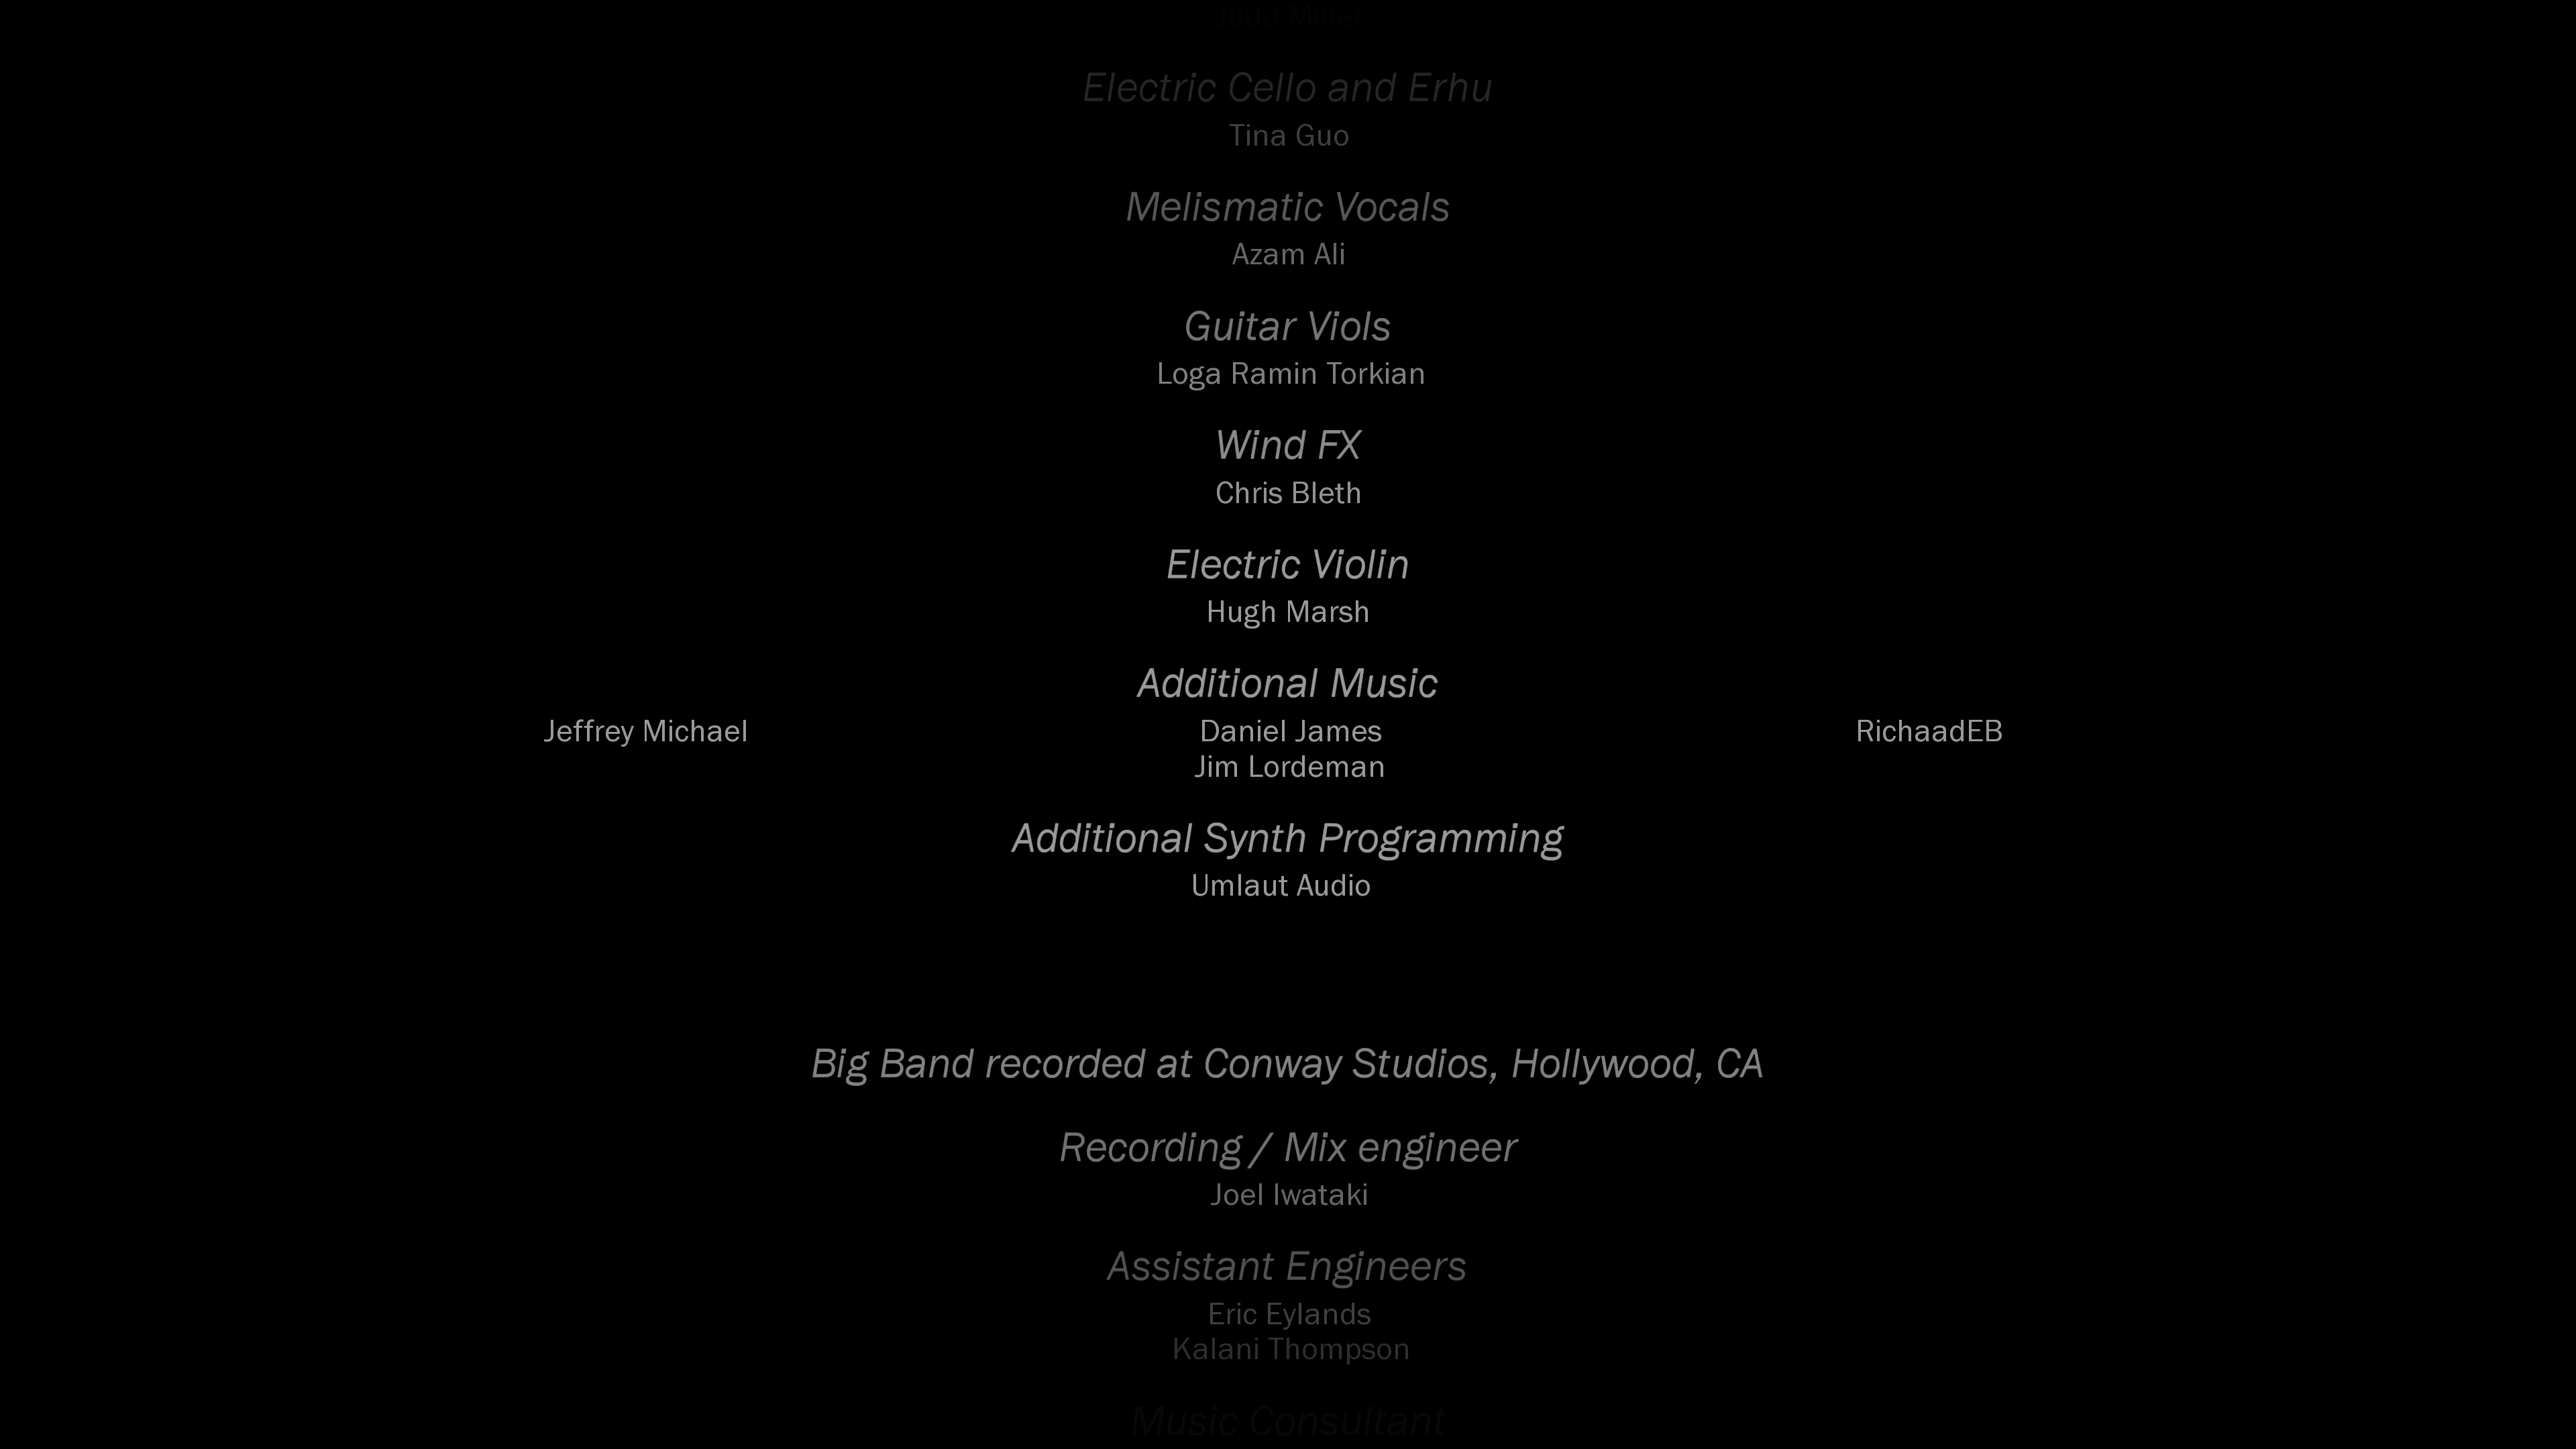 Judd Miller
Electric Cello and Erhu
Tina Guo
Melismatic Vocals
Azam Ali
Guitar Viols
Loga Ramin Torkian
Wind FX
Chris Bleth
Electric Violin
Hugh Marsh
Additional Music
Jeffrey Michael Daniel James RichaadEB
Jim Lordeman
Additional Synth Programming
Umlaut Audio
Big Band recorded at Conway Studios, Hollywood, CA
Recording / Mix engineer
Joel Iwataki
Assistant Engineers
Eric Eylands
Kalani Thompson
Music Consultant